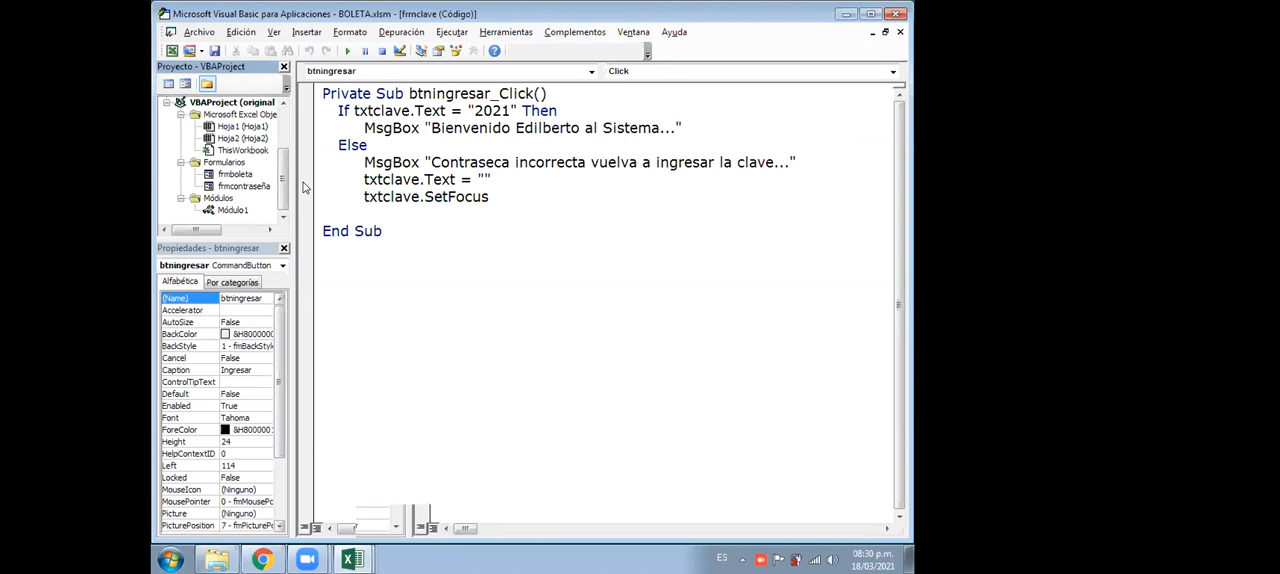 Microsoft Visual Basic para Aplicaciones - BOLETA.xlsm - [frmclave (Código)]
Archivo Edición Ver Insertar Formato Depuración Ejecutar Herramientas Complementos Ventana Ayuda
Proyecto - VBAProject
btningresar
Click
VBAProject (original
Microsoft Excel Obje
Hoja1 (Hoja1)
Hoja2 (Hoja2)
ThisWorkbook
Formularios
frmboleta
frmcontraseña
Módulos
Módulo1
Private Sub btningresar_Click()
If txtclave.Text = "2021" Then
MsgBox "Bienvenido Edilberto al Sistema..."
Else
MsgBox "Contraseca incorrecta vuelva a ingresar la clave..."
txtclave.Text = ""
txtclave.SetFocus
End Sub
Propiedades - btningresar
btningresar CommandButton
Alfabética Por categorías
(Name) btningresar
Accelerator
AutoSize False
BackColor &H8000000
BackStyle 1 - fmBackStyle
Cancel False
Caption Ingresar
ControlTipText
Default False
Enabled True
Font Tahoma
ForeColor &H8000001
Height 24
HelpContextID 0
Left 114
Locked False
MouseIcon (Ninguno)
MousePointer 0 - fmMousePo
Picture (Ninguno)
PicturePosition 7 - fmPicturePo
ES
08:30 p.m.
18/03/2021